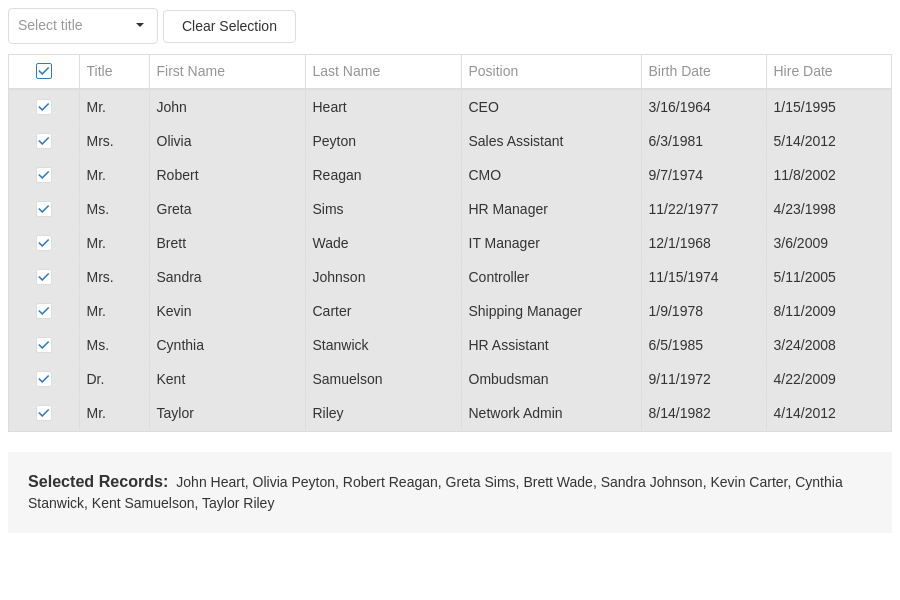 Select title Clear Selection
Title First Name Last Name Position Birth Date Hire Date
Mr. John Heart CEO 3/16/1964 1/15/1995
Mrs. Olivia Peyton Sales Assistant 6/3/1981 5/14/2012
Mr. Robert Reagan CMO 9/7/1974 11/8/2002
Ms. Greta Sims HR Manager 11/22/1977 4/23/1998
Mr. Brett Wade IT Manager 12/1/1968 3/6/2009
Mrs. Sandra Johnson Controller 11/15/1974 5/11/2005
Mr. Kevin Carter Shipping Manager 1/9/1978 8/11/2009
Ms. Cynthia Stanwick HR Assistant 6/5/1985 3/24/2008
Dr. Kent Samuelson Ombudsman 9/11/1972 4/22/2009
Mr. Taylor Riley Network Admin 8/14/1982 4/14/2012
Selected Records: John Heart, Olivia Peyton, Robert Reagan, Greta Sims, Brett Wade, Sandra Johnson, Kevin Carter, Cynthia
Stanwick, Kent Samuelson, Taylor Riley